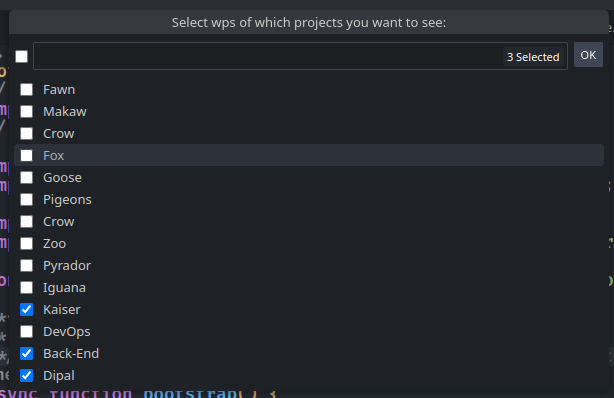 Select wps of which projects you want to see:
3 Selected
OK
Fawn
Makaw
Crow
Fox
Goose
Pigeons
Crow
Zoo
Pyrador
Iguana
Kaiser
DevOps
Back-End
Dipal
async function bootstrap() {